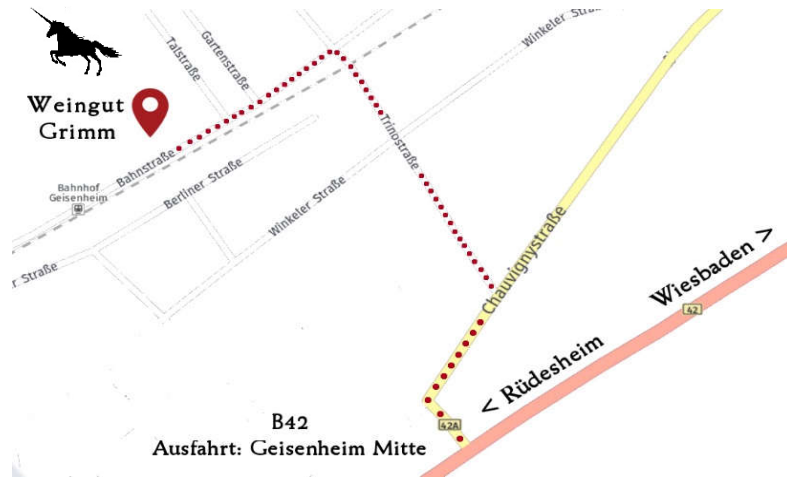 Talstraße
Gartenstraße
Winkeler Str
Weingut
Grimm
Trinostraße
Bahnstraße
Bahnhof
Geisenheim
Berliner Straße
Winkeler Straße
r Straße
Chauvignystraße
Wiesbaden >
42
< Rüdesheim
42A
B42
Ausfahrt: Geisenheim Mitte